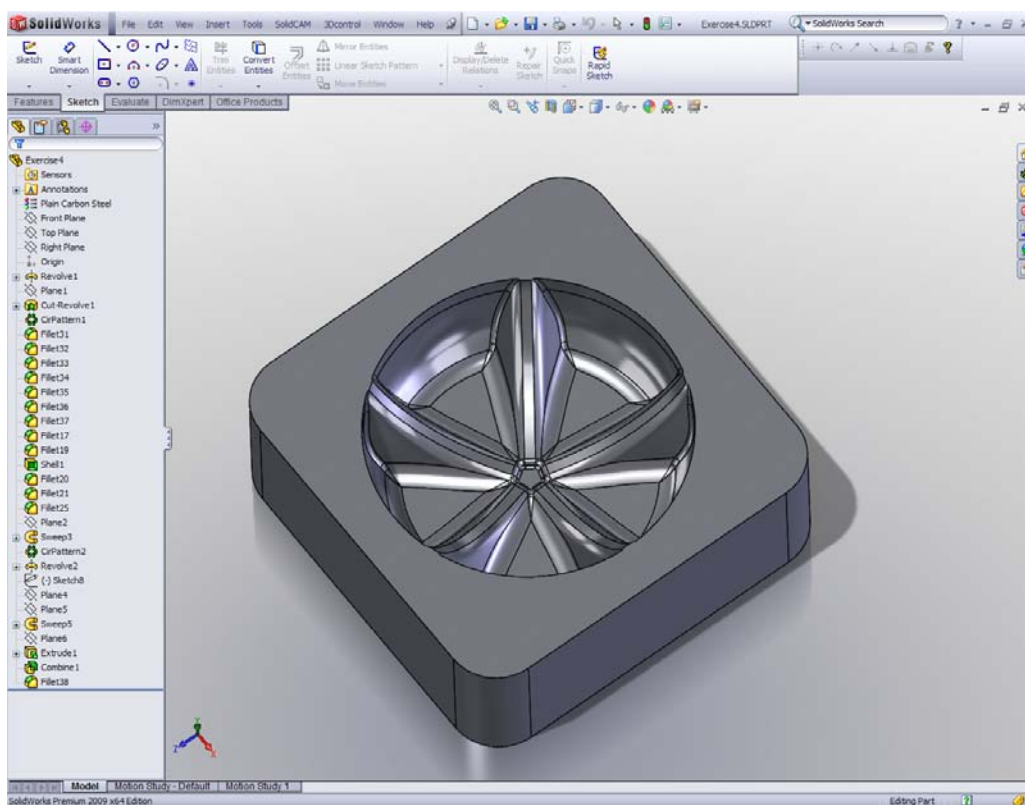 SolidWorks File Edit View Insert Tools SolidCAM 3Dcontrol Window Help Exercise4.SLDPRT SolidWorks Search
Sketch Smart Dimension Trim Entities Convert Entities Offset Entities Mirror Entities Linear Sketch Pattern Move Entities Display/Delete Relations Repair Sketch Quick Snaps Rapid Sketch
Features Sketch Evaluate DimXpert Office Products
Exercise4
Sensors
Annotations
Plain Carbon Steel
Front Plane
Top Plane
Right Plane
Origin
Revolve1
Plane1
Cut-Revolve1
CirPattern1
Fillet31
Fillet32
Fillet33
Fillet34
Fillet35
Fillet36
Fillet37
Fillet17
Fillet19
Shell1
Fillet20
Fillet21
Fillet25
Plane2
Sweep3
CirPattern2
Revolve2
(-) Sketch8
Plane4
Plane5
Sweep5
Plane6
Extrude1
Combine1
Fillet38
Model Motion Study - Default Motion Study 1
SolidWorks Premium 2009 x64 Edition Editing Part